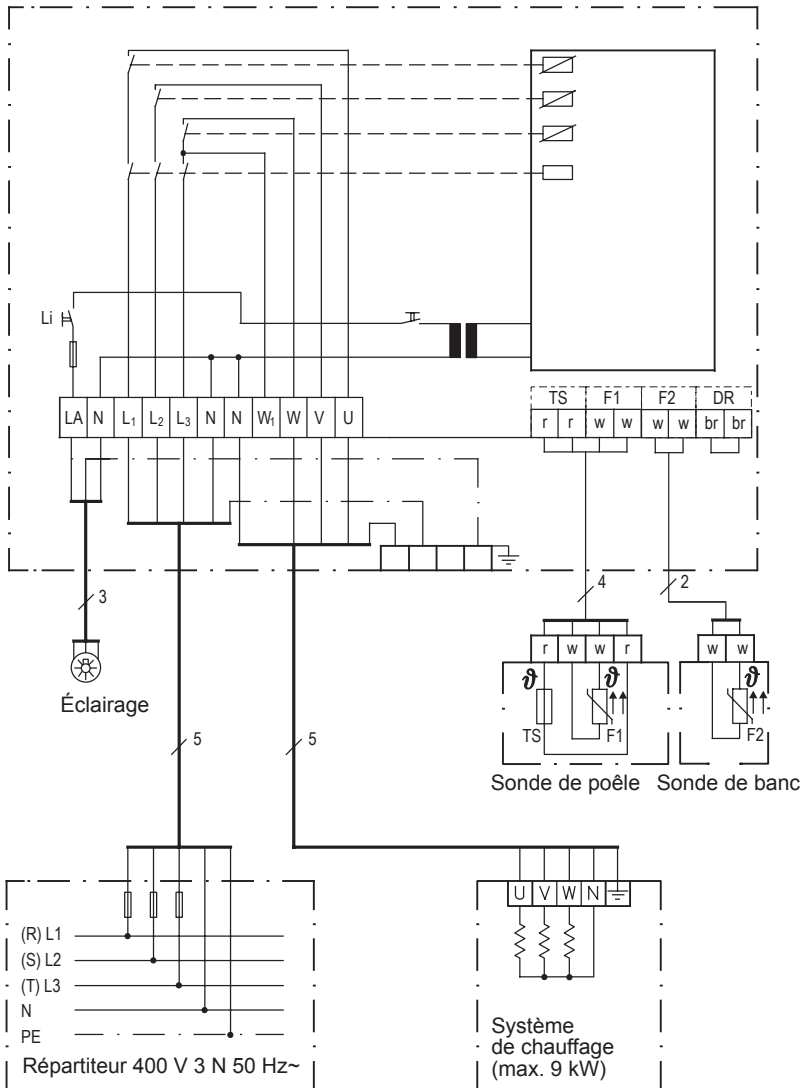 Li
LA N L1 L2 L3 N N W1 W V U
TS F1 F2 DR
r r w w w w br br
3
4
2
Éclairage
5
5
r w w r
w w
ϑ ϑ ϑ
TS F1 F2
Sonde de poêle Sonde de banc
U V W N
(R) L1
(S) L2
(T) L3
N
PE
Répartiteur 400 V 3 N 50 Hz~
Système
de chauffage
(max. 9 kW)